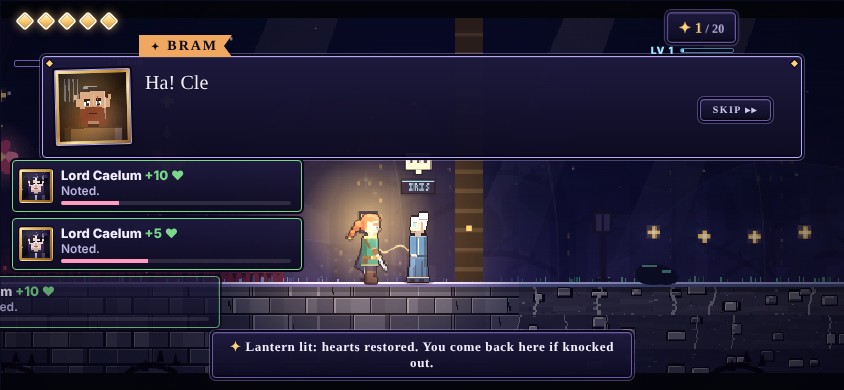 ✦ 1 / 20
LV 1
✦ BRAM
Ha! Cle
SKIP ▸▸
Lord Caelum +10 ♥
Noted.
Lord Caelum +5 ♥
Noted.
m +10 ♥
ed.
IRIS
✦ Lantern lit: hearts restored. You come back here if knocked
out.